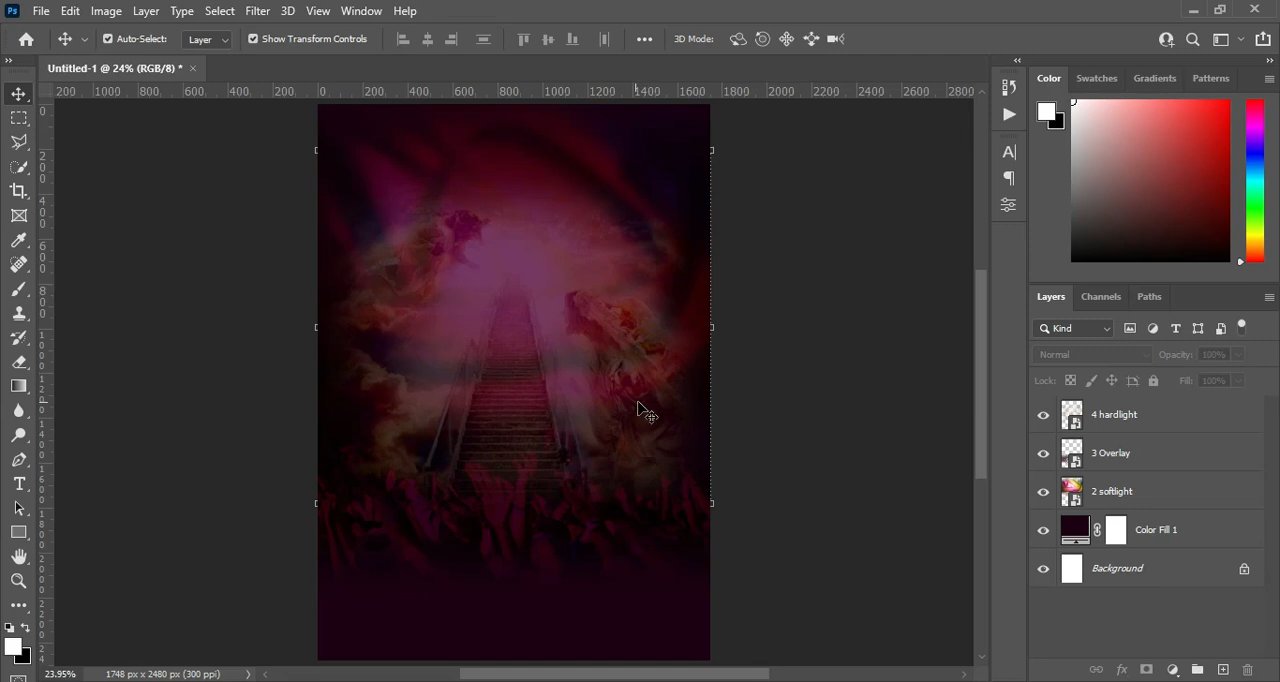 Ps File Edit Image Layer Type Select Filter 3D View Window Help
Auto-Select: Layer Show Transform Controls 3D Mode:
Untitled-1 @ 24% (RGB/8) * ×
200 1000 800 600 400 200 0 200 400 600 800 1000 1200 1400 1600 1800 2000 2200 2400 2600 2800
Color Swatches Gradients Patterns
Layers Channels Paths
Kind
Normal Opacity: 100%
Lock: Fill: 100%
4 hardlight
3 Overlay
2 softlight
Color Fill 1
Background
23.95% 1748 px x 2480 px (300 ppi)